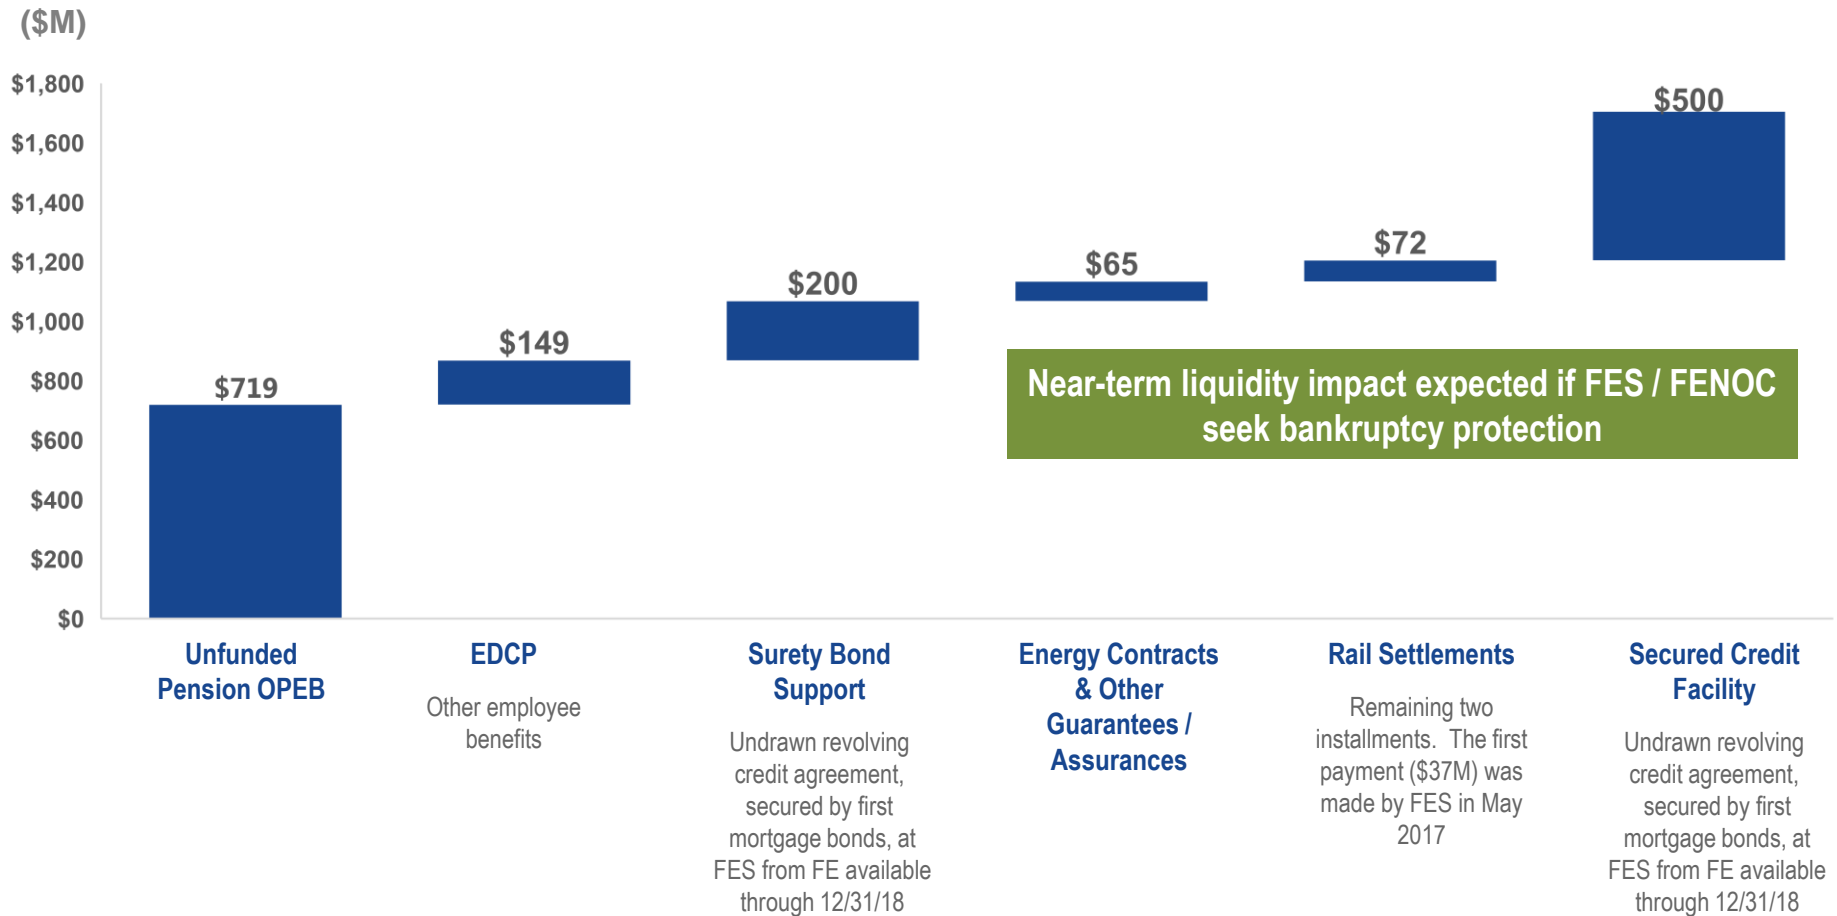 ($M)
$1,800
$1,600
$1,400
$1,200
$1,000
$800
$600
$400
$200
$0
$719
$149
$200
$65
$72
$500
Near-term liquidity impact expected if FES / FENOC
seek bankruptcy protection
Unfunded
Pension OPEB
EDCP
Other employee
benefits
Surety Bond
Support
Undrawn revolving
credit agreement,
secured by first
mortgage bonds, at
FES from FE available
through 12/31/18
Energy Contracts
& Other
Guarantees /
Assurances
Rail Settlements
Remaining two
installments.  The first
payment ($37M) was
made by FES in May
2017
Secured Credit
Facility
Undrawn revolving
credit agreement,
secured by first
mortgage bonds, at
FES from FE available
through 12/31/18